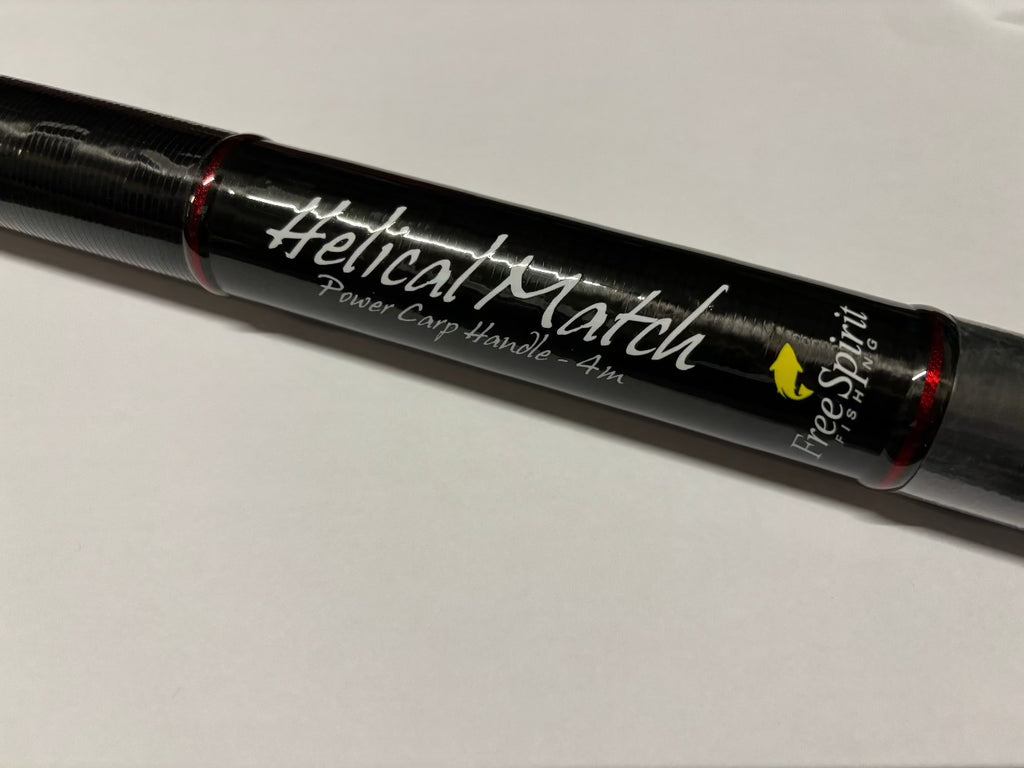 Helical Match
Power Carp Handle - 4m
Free Spirit
FISHING